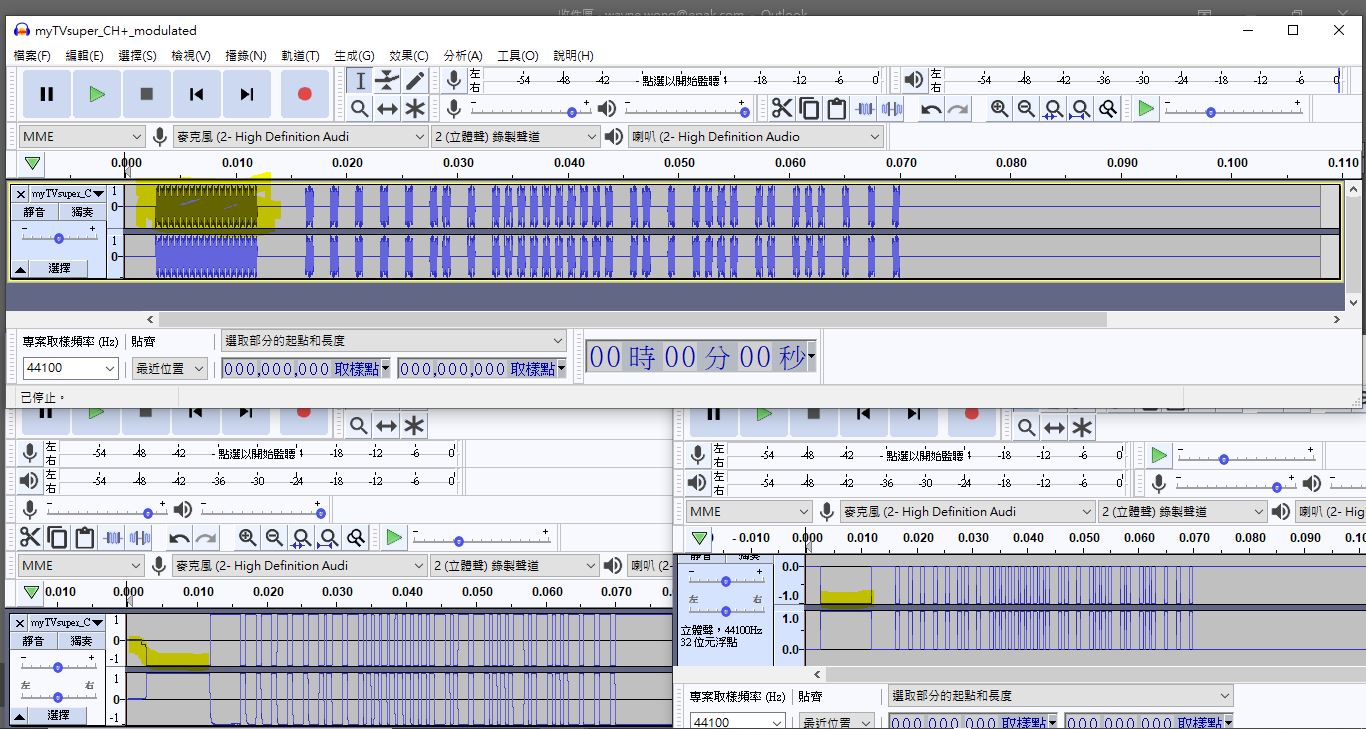 收件匣 - wayne.wong@epak.com - Outlook
myTVsuper_CH+_modulated
檔案(F) 編輯(E) 選擇(S) 檢視(V) 播錄(N) 軌道(T) 生成(G) 效果(C) 分析(A) 工具(O) 說明(H)
左 右 -54 -48 -42 - 點選以開始監聽 1 -18 -12 -6 0 左 右 -54 -48 -42 -36 -30 -24 -18 -12 -6 0
- + - + - +
MME 麥克風 (2- High Definition Audi 2 (立體聲) 錄製聲道 喇叭 (2- High Definition Audio
0.000 0.010 0.020 0.030 0.040 0.050 0.060 0.070 0.080 0.090 0.100 0.110
myTVsuper_C 1
靜音 獨奏 0
- + 1
0
選擇
專案取樣頻率 (Hz) 貼齊 選取部分的起點和長度
44100 最近位置 000,000,000 取樣點 000,000,000 取樣點 00 時 00 分 00 秒
已停止。
左 右 -54 -48 -42 - 點選以開始監聽 1 -18 -12 -6 0
左 右 -54 -48 -42 -36 -30 -24 -18 -12 -6 0
- + - +
- +
MME 麥克風 (2- High Definition Audi 2 (立體聲) 錄製聲道 喇叭 (2-
0.010 0.000 0.010 0.020 0.030 0.040 0.050 0.060 0.070 0.
myTVsuper_C 1
靜音 獨奏 0
- + -1
左 右 1
0
選擇 -1
左 右 -54 -48 -42 - 點選以開始監聽 1 -18 -12 -6 0 - +
左 右 -54 -48 -42 -36 -30 -24 -18 -12 -6 0 - + -
MME 麥克風 (2- High Definition Audi 2 (立體聲) 錄製聲道 喇叭 (2- Hig
- 0.010 0.000 0.010 0.020 0.030 0.040 0.050 0.060 0.070 0.080 0.090 0.10
靜音 獨奏 0.0
- + -1.0
左 右 1.0
立體聲，44100Hz
32 位元浮點 0.0
專案取樣頻率 (Hz) 貼齊 選取部分的起點和長度
44100 最近位置 000,000,000 取樣點 000,000,000 取樣點